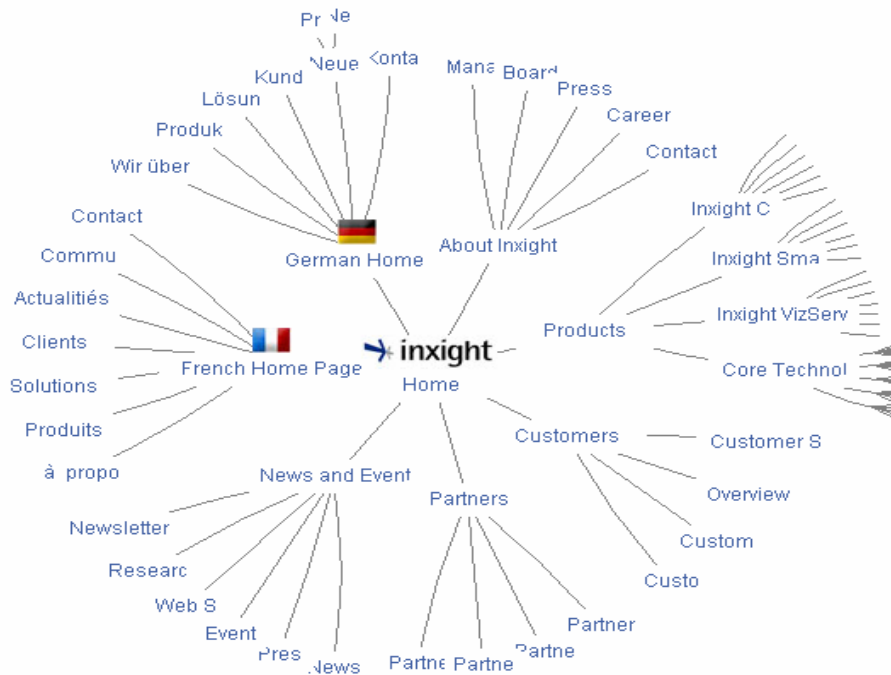 Pr
Ne
Neue
Konta
Kund
Lösun
Produk
Wir über
German Home
Mana
Board
Press
Career
Contact
About Inxight
Inxight C
Inxight Sma
Inxight VizServ
Core Technol
Products
Contact
Commu
Actualitiés
Clients
Solutions
Produits
à propo
French Home Page
inxight
Home
Customers
Customer S
Overview
Custom
Custo
News and Event
Newsletter
Researc
Web S
Event
Pres
News
Partners
Partne
Partne
Partne
Partner